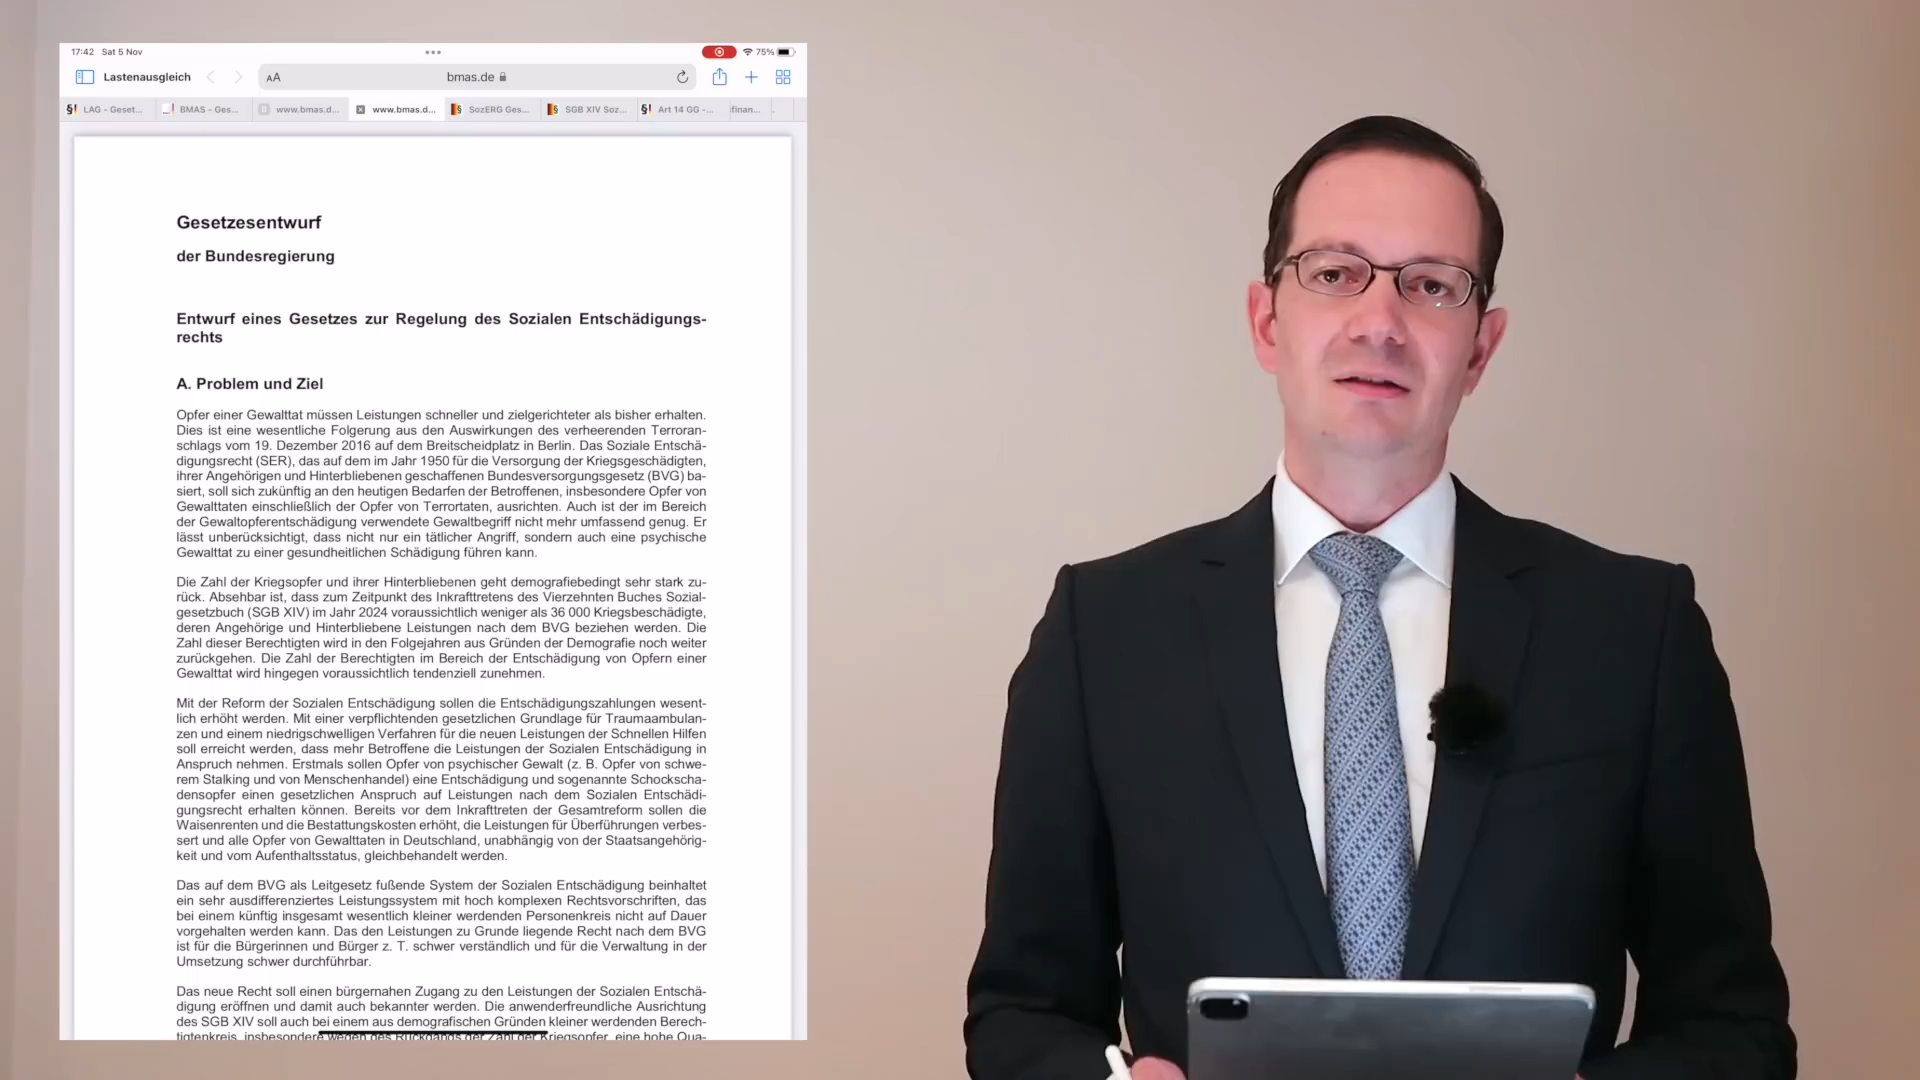 17:42 Sat 5 Nov
75%
Lastenausgleich
AA
bmas.de
§! LAG - Geset...
BMAS - Ges...
www.bmas.d...
www.bmas.d...
SozERG Ges...
SGB XIV Soz...
§! Art 14 GG -...
:finan...
Gesetzesentwurf
der Bundesregierung
Entwurf eines Gesetzes zur Regelung des Sozialen Entschädigungs-
rechts
A. Problem und Ziel
Opfer einer Gewalttat müssen Leistungen schneller und zielgerichteter als bisher erhalten.
Dies ist eine wesentliche Folgerung aus den Auswirkungen des verheerenden Terroran-
schlags vom 19. Dezember 2016 auf dem Breitscheidplatz in Berlin. Das Soziale Entschä-
digungsrecht (SER), das auf dem im Jahr 1950 für die Versorgung der Kriegsgeschädigten,
ihrer Angehörigen und Hinterbliebenen geschaffenen Bundesversorgungsgesetz (BVG) ba-
siert, soll sich zukünftig an den heutigen Bedarfen der Betroffenen, insbesondere Opfer von
Gewalttaten einschließlich der Opfer von Terrortaten, ausrichten. Auch ist der im Bereich
der Gewaltopferentschädigung verwendete Gewaltbegriff nicht mehr umfassend genug. Er
lässt unberücksichtigt, dass nicht nur ein tätlicher Angriff, sondern auch eine psychische
Gewalttat zu einer gesundheitlichen Schädigung führen kann.
Die Zahl der Kriegsopfer und ihrer Hinterbliebenen geht demografiebedingt sehr stark zu-
rück. Absehbar ist, dass zum Zeitpunkt des Inkrafttretens des Vierzehnten Buches Sozial-
gesetzbuch (SGB XIV) im Jahr 2024 voraussichtlich weniger als 36 000 Kriegsbeschädigte,
deren Angehörige und Hinterbliebene Leistungen nach dem BVG beziehen werden. Die
Zahl dieser Berechtigten wird in den Folgejahren aus Gründen der Demografie noch weiter
zurückgehen. Die Zahl der Berechtigten im Bereich der Entschädigung von Opfern einer
Gewalttat wird hingegen voraussichtlich tendenziell zunehmen.
Mit der Reform der Sozialen Entschädigung sollen die Entschädigungszahlungen wesent-
lich erhöht werden. Mit einer verpflichtenden gesetzlichen Grundlage für Traumaambulan-
zen und einem niedrigschwelligen Verfahren für die neuen Leistungen der Schnellen Hilfen
soll erreicht werden, dass mehr Betroffene die Leistungen der Sozialen Entschädigung in
Anspruch nehmen. Erstmals sollen Opfer von psychischer Gewalt (z. B. Opfer von schwe-
rem Stalking und von Menschenhandel) eine Entschädigung und sogenannte Schockscha-
densopfer einen gesetzlichen Anspruch auf Leistungen nach dem Sozialen Entschädi-
gungsrecht erhalten können. Bereits vor dem Inkrafttreten der Gesamtreform sollen die
Waisenrenten und die Bestattungskosten erhöht, die Leistungen für Überführungen verbes-
sert und alle Opfer von Gewalttaten in Deutschland, unabhängig von der Staatsangehörig-
keit und vom Aufenthaltsstatus, gleichbehandelt werden.
Das auf dem BVG als Leitgesetz fußende System der Sozialen Entschädigung beinhaltet
ein sehr ausdifferenziertes Leistungssystem mit hoch komplexen Rechtsvorschriften, das
bei einem künftig insgesamt wesentlich kleiner werdenden Personenkreis nicht auf Dauer
vorgehalten werden kann. Das den Leistungen zu Grunde liegende Recht nach dem BVG
ist für die Bürgerinnen und Bürger z. T. schwer verständlich und für die Verwaltung in der
Umsetzung schwer durchführbar.
Das neue Recht soll einen bürgernahen Zugang zu den Leistungen der Sozialen Entschä-
digung eröffnen und damit auch bekannter werden. Die anwenderfreundliche Ausrichtung
des SGB XIV soll auch bei einem aus demografischen Gründen kleiner werdenden Berech-
tigtenkreis, insbesondere wegen des Rückgangs der Zahl der Kriegsopfer, eine hohe Qua-